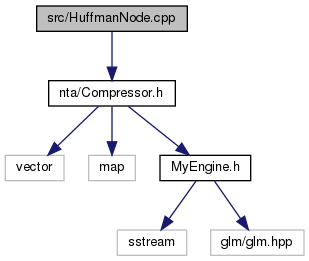 src/HuffmanNode.cpp
nta/Compressor.h
vector
map
MyEngine.h
sstream
glm/glm.hpp